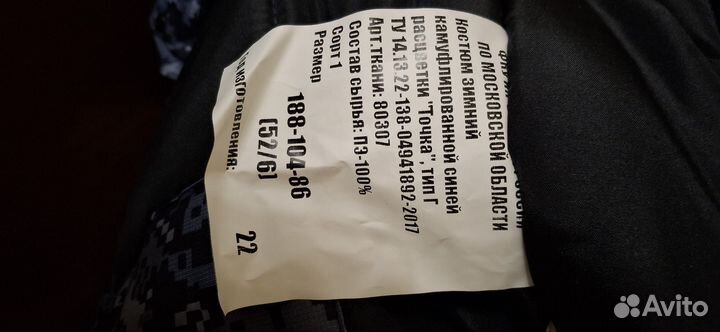 ПО МОСКОВСКОЙ ОБЛАСТИ
Костюм зимний
камуфлированной синей
расцветки "Точка", тип Г
ТУ 14.13.22-138-04941892-2017
Арт.ткани: 80307
Состав сырья: ПЭ-100%
Сорт 1
Размер
188-104-86
(52/6)
22
Avito